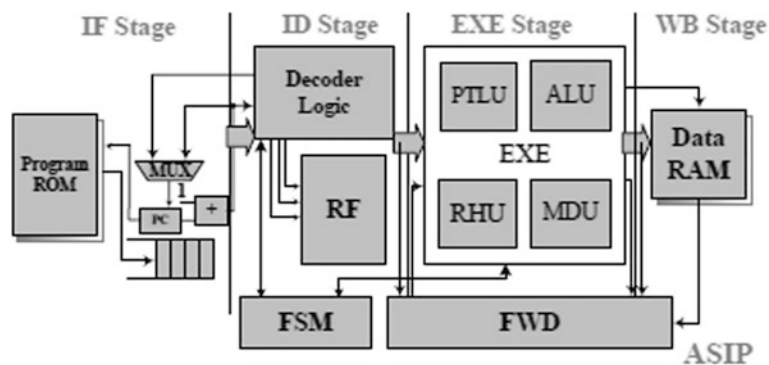 IF Stage
ID Stage
EXE Stage
WB Stage
Decoder
Logic
PTLU
ALU
Program
ROM
MUX
1
EXE
Data
RAM
PC
+
RF
RHU
MDU
FSM
FWD
ASIP